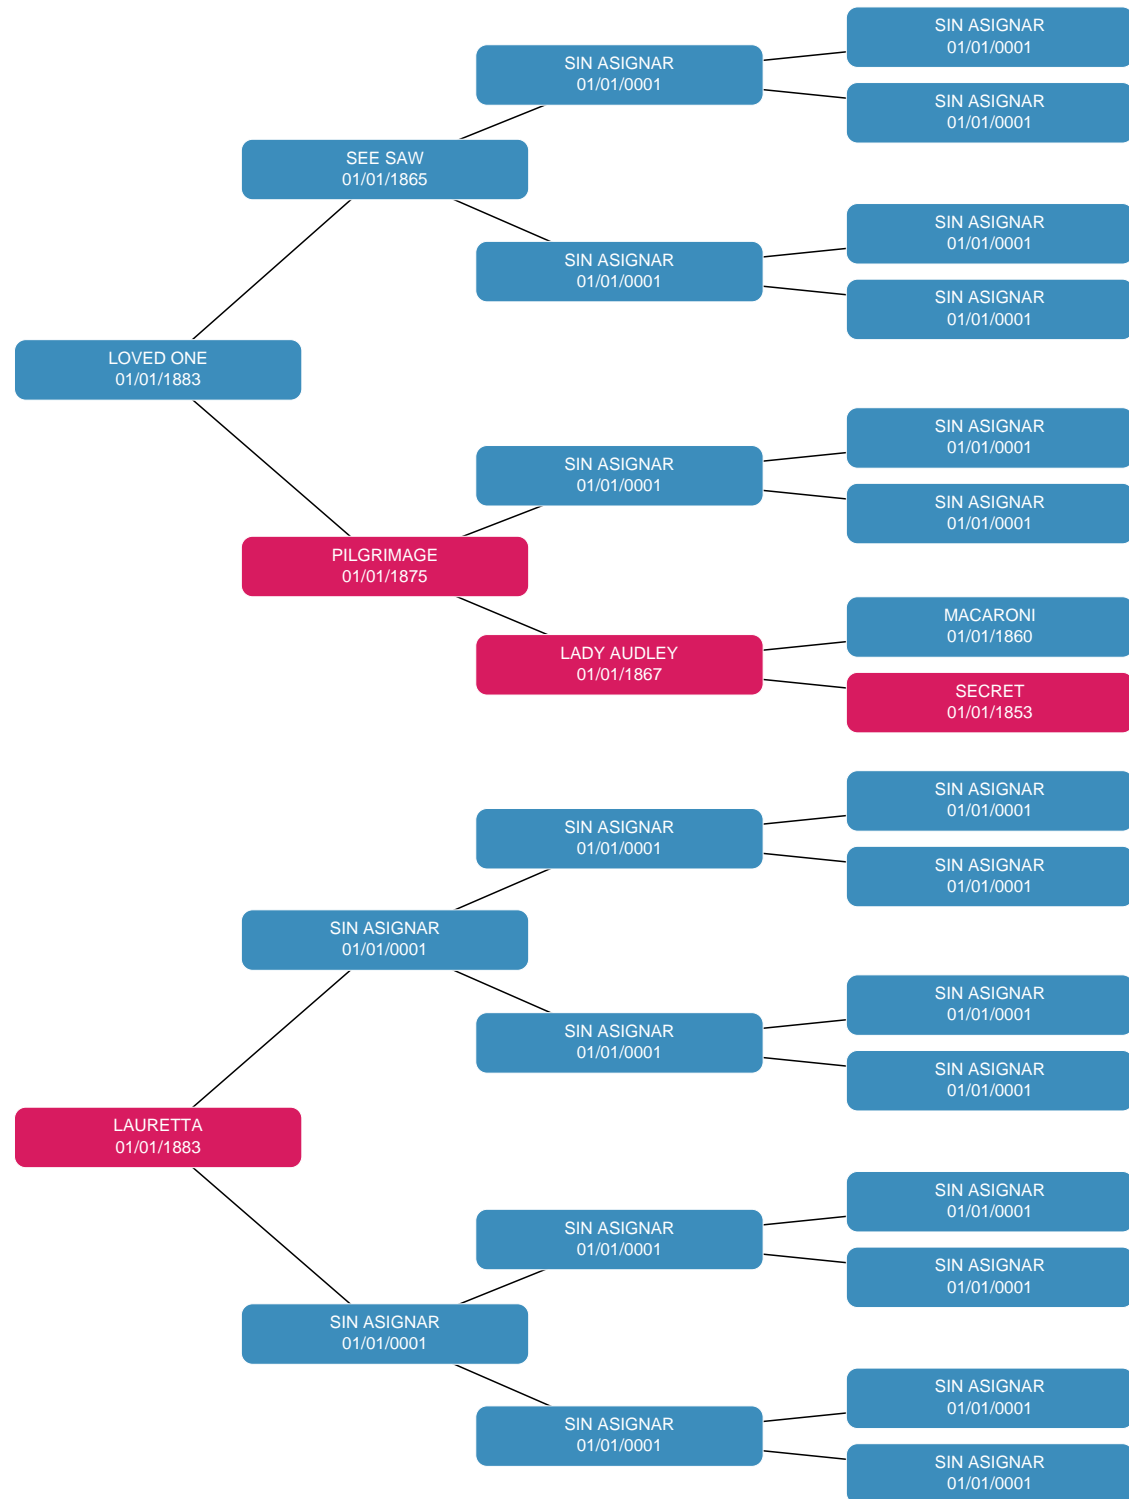 SIN ASIGNAR
01/01/0001
SIN ASIGNAR
01/01/0001
SIN ASIGNAR
01/01/0001
SEE SAW
01/01/1865
SIN ASIGNAR
01/01/0001
SIN ASIGNAR
01/01/0001
SIN ASIGNAR
01/01/0001
LOVED ONE
01/01/1883
SIN ASIGNAR
01/01/0001
SIN ASIGNAR
01/01/0001
SIN ASIGNAR
01/01/0001
PILGRIMAGE
01/01/1875
MACARONI
01/01/1860
LADY AUDLEY
01/01/1867
SECRET
01/01/1853
SIN ASIGNAR
01/01/0001
SIN ASIGNAR
01/01/0001
SIN ASIGNAR
01/01/0001
SIN ASIGNAR
01/01/0001
SIN ASIGNAR
01/01/0001
SIN ASIGNAR
01/01/0001
SIN ASIGNAR
01/01/0001
LAURETTA
01/01/1883
SIN ASIGNAR
01/01/0001
SIN ASIGNAR
01/01/0001
SIN ASIGNAR
01/01/0001
SIN ASIGNAR
01/01/0001
SIN ASIGNAR
01/01/0001
SIN ASIGNAR
01/01/0001
SIN ASIGNAR
01/01/0001